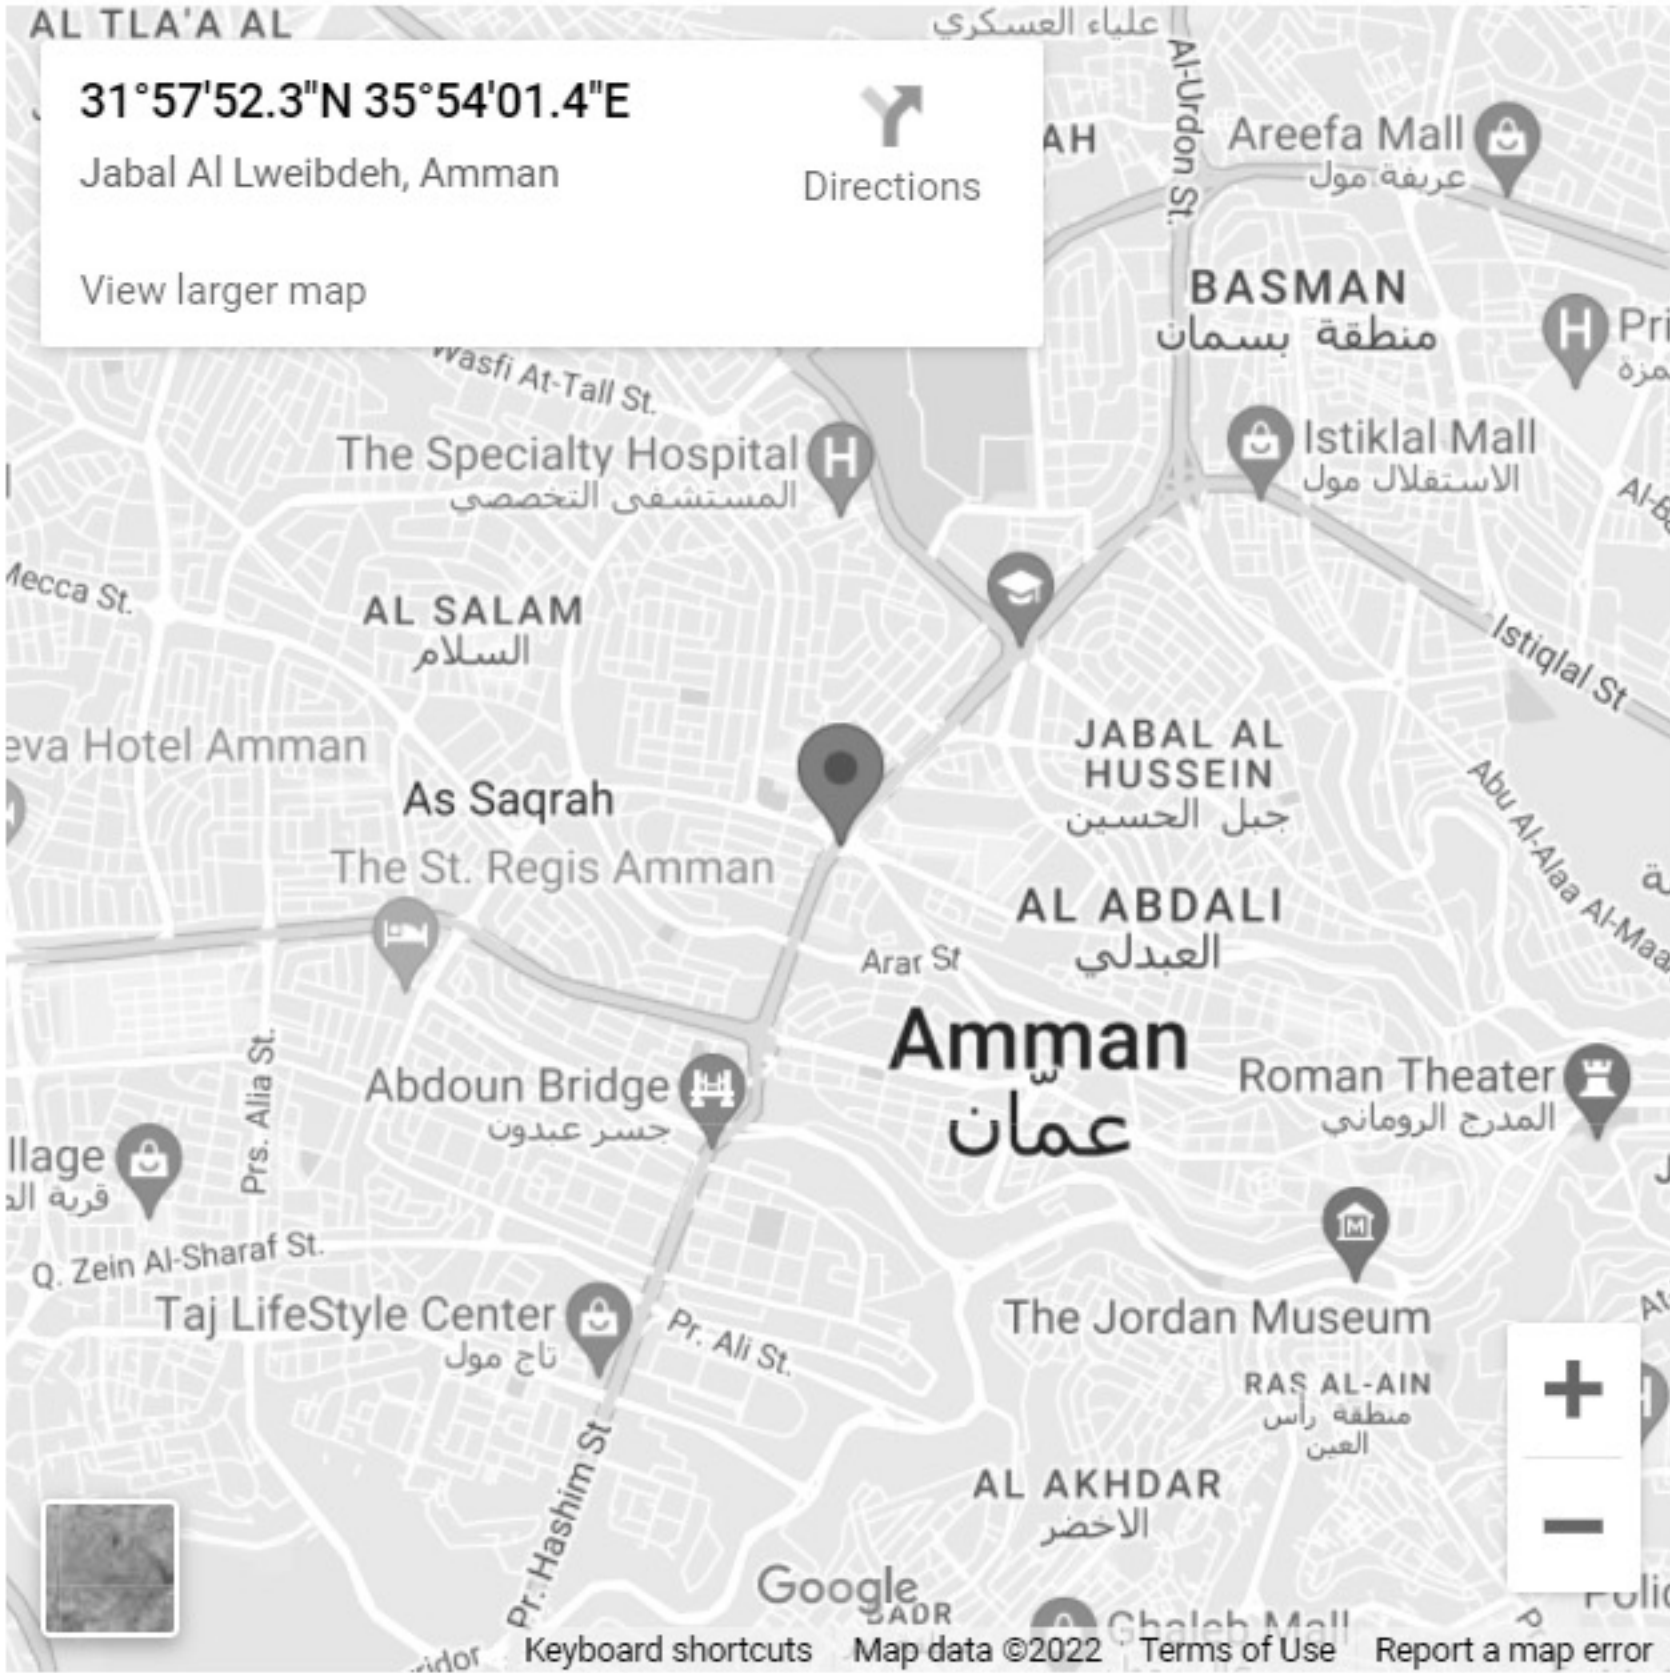 AL TLA'A AL
علياء العسكري
31°57'52.3"N 35°54'01.4"E
Jabal Al Lweibdeh, Amman
Directions
View larger map
Al-Urdon St.
AH
Areefa Mall
عريفة مول
BASMAN
منطقة بسمان
Pri
Wasfi At-Tall St.
The Specialty Hospital
المستشفى التخصصي
Istiklal Mall
الاستقلال مول
Mecca St.
AL SALAM
السلام
Istiqlal St
eva Hotel Amman
JABAL AL
HUSSEIN
جبل الحسين
As Saqrah
The St. Regis Amman
Abu Al-Alaa Al-Maa
AL ABDALI
العبدلي
Arar St
Amman
عمّان
Abdoun Bridge
جسر عبدون
Roman Theater
المدرج الروماني
Prs. Alia St.
llage
قرية ال
Q. Zein Al-Sharaf St.
Taj LifeStyle Center
تاج مول
Pr. Ali St.
The Jordan Museum
RAS AL-AIN
منطقة رأس
العين
Pr. Hashim St
AL AKHDAR
الاخضر
Google
BADR
Ghaleb Mall
ridor
Keyboard shortcuts Map data ©2022 Terms of Use Report a map error